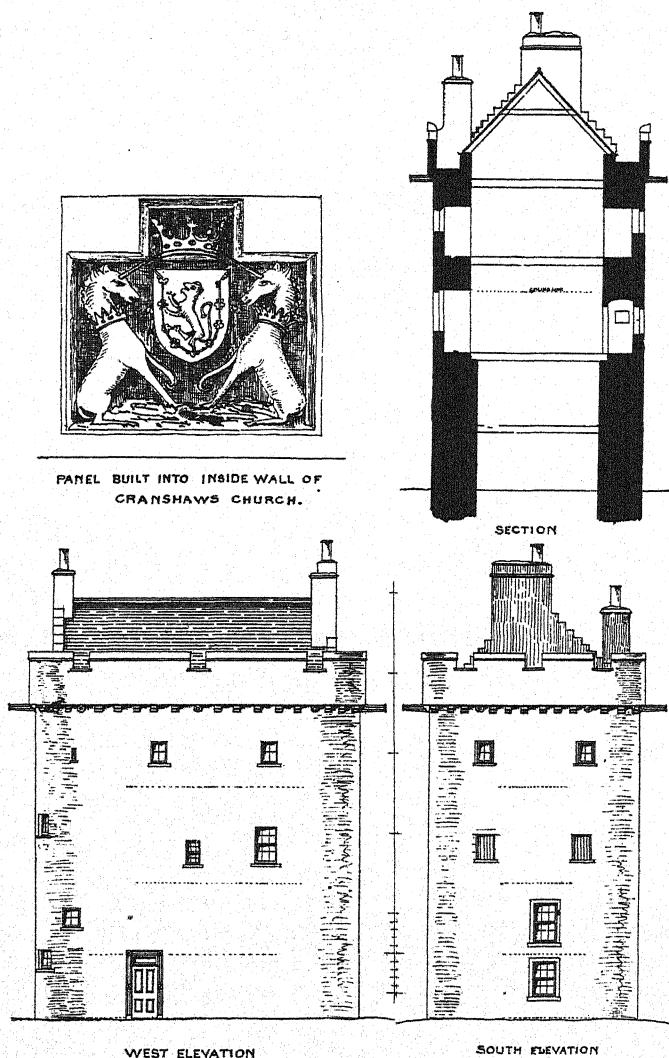 PANEL BUILT INTO INSIDE WALL OF
CRANSHAWS CHURCH.
SECTION
WEST ELEVATION
SOUTH ELEVATION